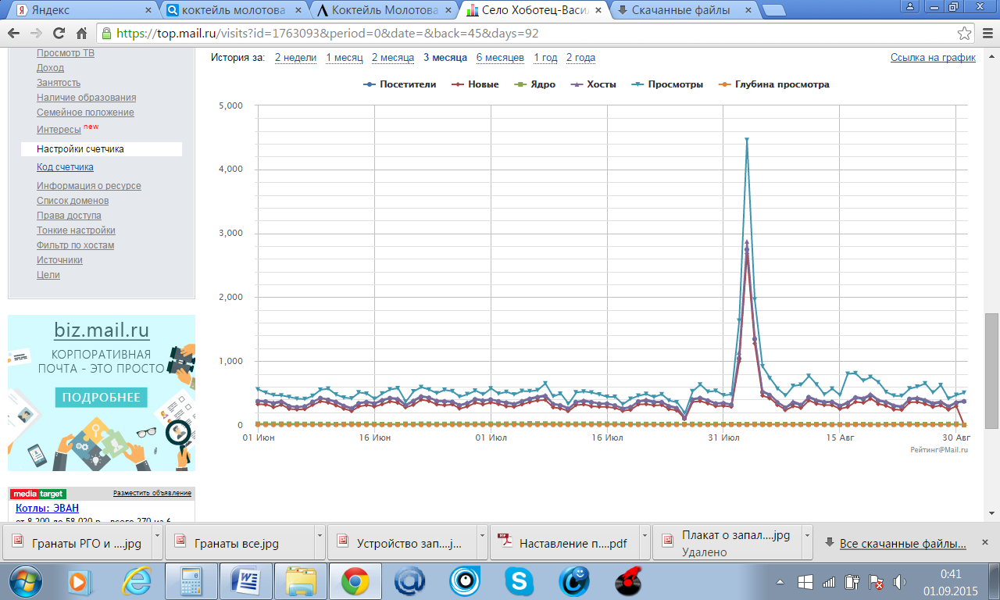 Яндекс
коктейль молотова
Коктейль Молотова
Село Хоботец-Васил
Скачанные файлы
https://top.mail.ru/visits?id=1763093&period=0&date=&back=45&days=92
Просмотр ТВ
Доход
Занятость
Наличие образования
Семейное положение
Интересы new
Настройки счетчика
Код счетчика
Информация о ресурсе
Список доменов
Права доступа
Тонкие настройки
Фильтр по хостам
Источники
Цели
biz.mail.ru
КОРПОРАТИВНАЯ
ПОЧТА - ЭТО ПРОСТО
ПОДРОБНЕЕ
media target
Разместить объявление
Котлы: ЭВАН
от 8 200 до 58 020 р., всего 270 из 6
История за: 2 недели 1 месяц 2 месяца 3 месяца 6 месяцев 1 год 2 года
Ссылка на график
Посетители Новые Ядро Хосты Просмотры Глубина просмотра
5,000
4,000
3,000
2,000
1,000
0
01 Июн 16 Июн 01 Июл 16 Июл 31 Июл 15 Авг 30 Авг
Рейтинг@Mail.ru
Гранаты РГО и ....jpg
Гранаты все.jpg
Устройство зап....j...
Наставление п....pdf
Плакат о запал....jpg
Удалено
Все скачанные файлы...
0:41
01.09.2015